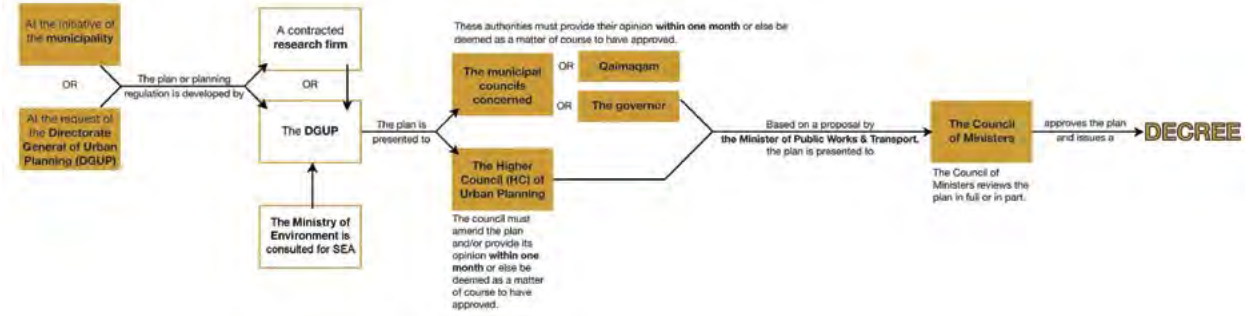 At the initiative of
the municipality
OR
At the request of
the Directorate
General of Urban
Planning (DGUP)
The plan or planning
regulation is developed by
A contracted
research firm
OR
The DGUP
The Ministry of
Environment is
consulted for SEA
The plan is
presented to
These authorities must provide their opinion within one month or else be
deemed as a matter of course to have approved.
The municipal
councils
concerned
OR
Qaimaqam
OR
The governor
The Higher
Council (HC) of
Urban Planning
The council must
amend the plan
and/or provide its
opinion within one
month or else be
deemed as a matter
of course to have
approved.
Based on a proposal by
the Minister of Public Works & Transport,
the plan is presented to
The Council
of Ministers
The Council of
Ministers reviews the
plan in full or in part.
approves the plan
and issues a
DECREE